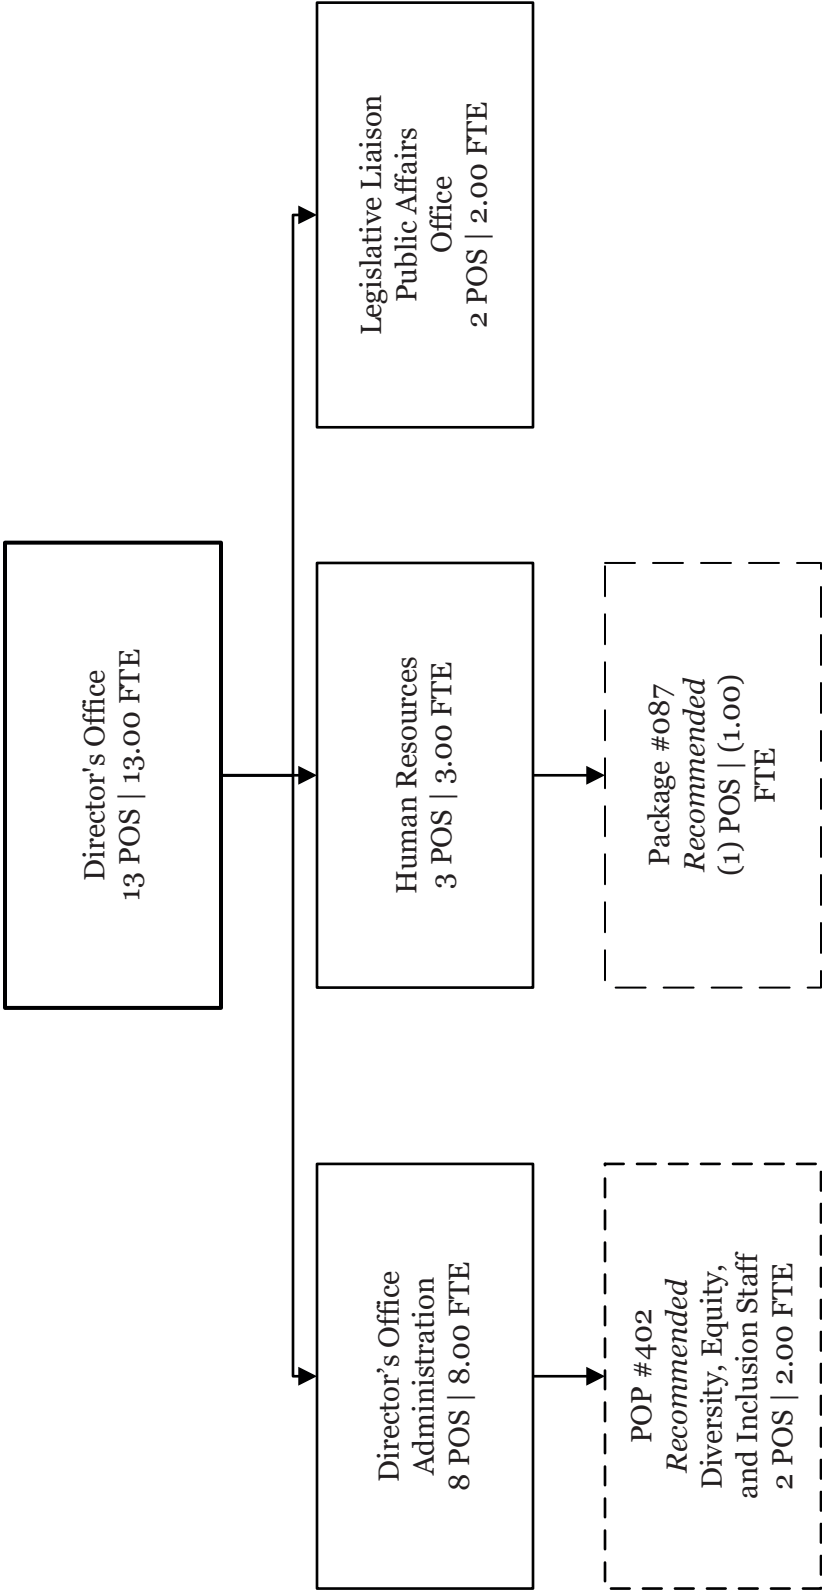 Director's Office
13 POS | 13.00 FTE
Director’s Office
Administration
8 POS | 8.00 FTE
Human Resources
3 POS | 3.00 FTE
Legislative Liaison
Public Affairs
Office
2 POS | 2.00 FTE
POP #402
Recommended
Diversity, Equity,
and Inclusion Staff
2 POS | 2.00 FTE
Package #087
Recommended
(1) POS | (1.00)
FTE